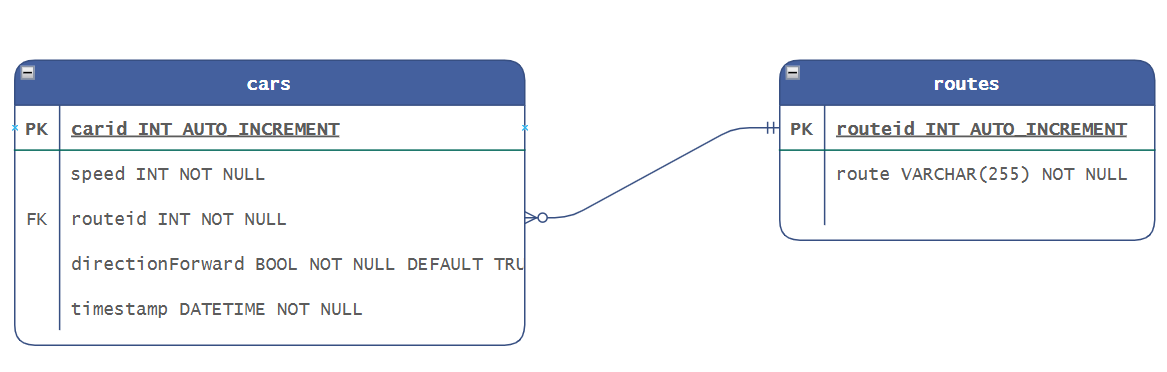 cars
PK carid INT AUTO_INCREMENT
speed INT NOT NULL
FK routeid INT NOT NULL
directionForward BOOL NOT NULL DEFAULT TRU
timestamp DATETIME NOT NULL
routes
PK routeid INT AUTO_INCREMENT
route VARCHAR(255) NOT NULL